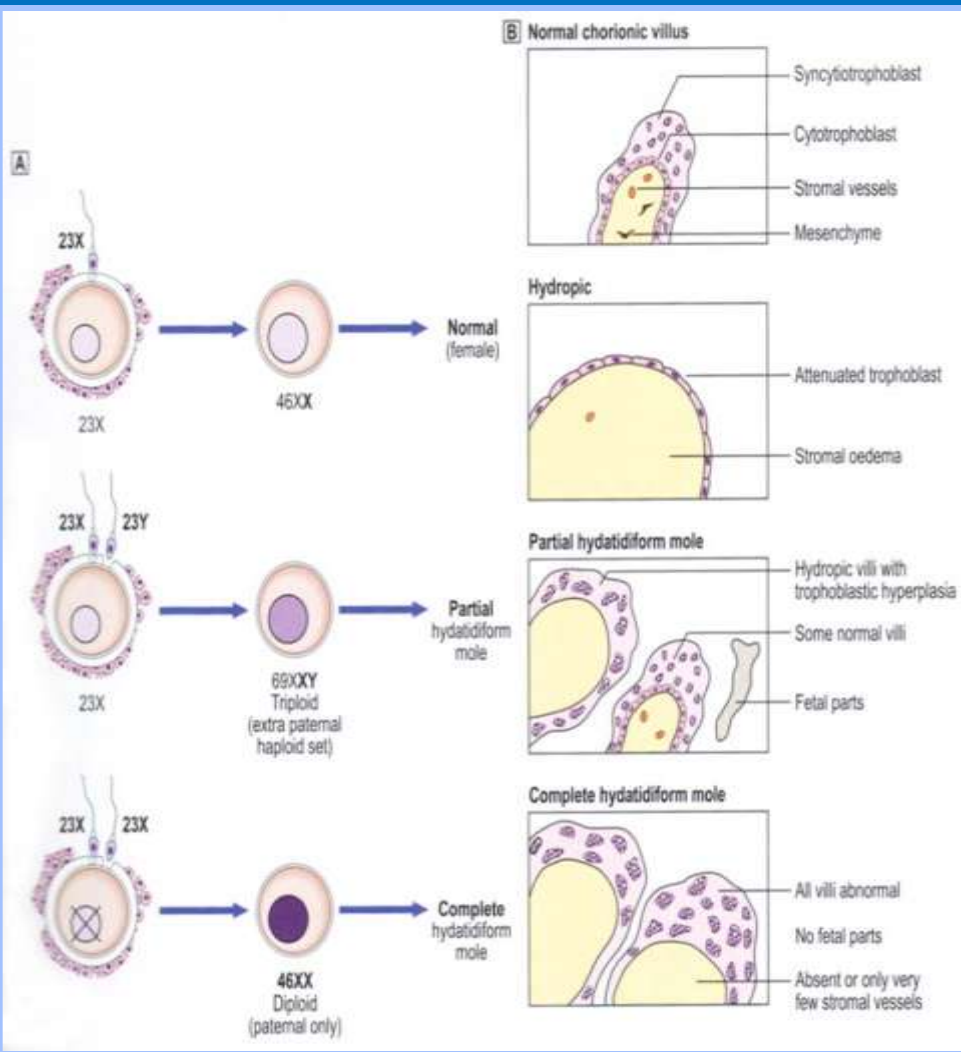 A
23X
23X
46XX
Normal
(female)
23X
23Y
23X
69XXY
Triploid
(extra paternal
haploid set)
Partial
hydatidiform
mole
23X
23X
46XX
Diploid
(paternal only)
Complete
hydatidiform
mole
B Normal chorionic villus
Syncytiotrophoblast
Cytotrophoblast
Stromal vessels
Mesenchyme
Hydropic
Attenuated trophoblast
Stromal oedema
Partial hydatidiform mole
Hydropic villi with
trophoblastic hyperplasia
Some normal villi
Fetal parts
Complete hydatidiform mole
All villi abnormal
No fetal parts
Absent or only very
few stromal vessels